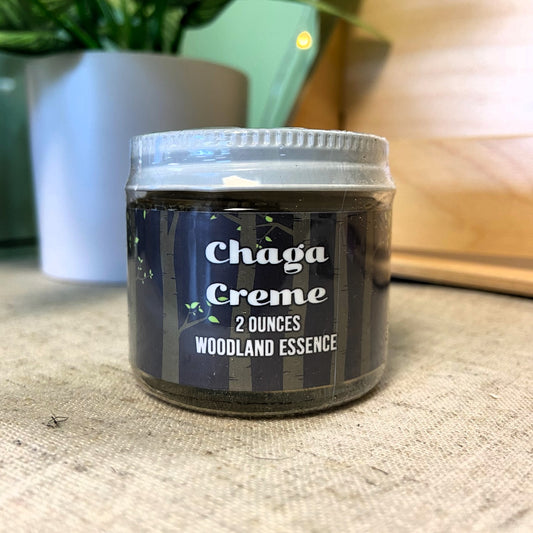 Chaga
Creme
2 OUNCES
WOODLAND ESSENCE